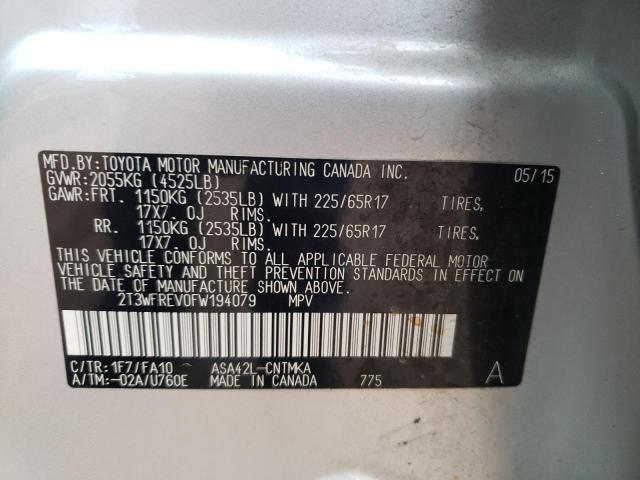 MFD.BY:TOYOTA MOTOR MANUFACTURING CANADA INC. 05/15
GVWR:2055KG (4525LB)
GAWR:FRT. 1150KG (2535LB) WITH 225/65R17 TIRES,
17X7.0J RIMS.
RR. 1150KG (2535LB) WITH 225/65R17 TIRES,
17X7.0J RIMS.
THIS VEHICLE CONFORMS TO ALL APPLICABLE FEDERAL MOTOR
VEHICLE SAFETY AND THEFT PREVENTION STANDARDS IN EFFECT ON
THE DATE OF MANUFACTURE SHOWN ABOVE.
2T3WFREV0FW194079 MPV
C/TR:1F7/FA10 ASA42L-CNTMKA
A/TM:-02A/U760E MADE IN CANADA 775 A